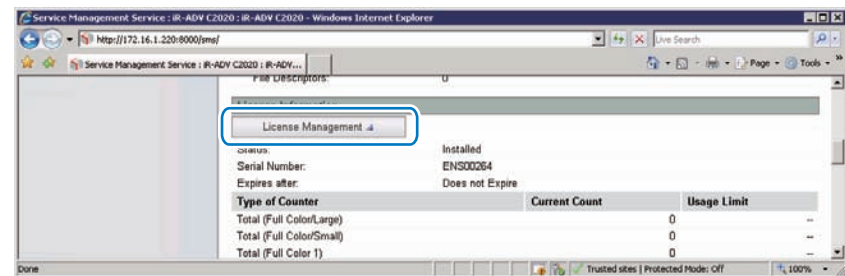 Service Management Service : iR-ADV C2020 : iR-ADV C2020 - Windows Internet Explorer
http://172.16.1.220:8000/sms/
Live Search
Service Management Service : iR-ADV C2020 : iR-ADV...
Page
Tools
File Descriptors: 0
License Information
License Management
Status: Installed
Serial Number: ENS00264
Expires after: Does not Expire
Type of Counter Current Count Usage Limit
Total (Full Color/Large) 0 --
Total (Full Color/Small) 0 --
Total (Full Color 1) 0 --
Done
Trusted sites | Protected Mode: Off
100%